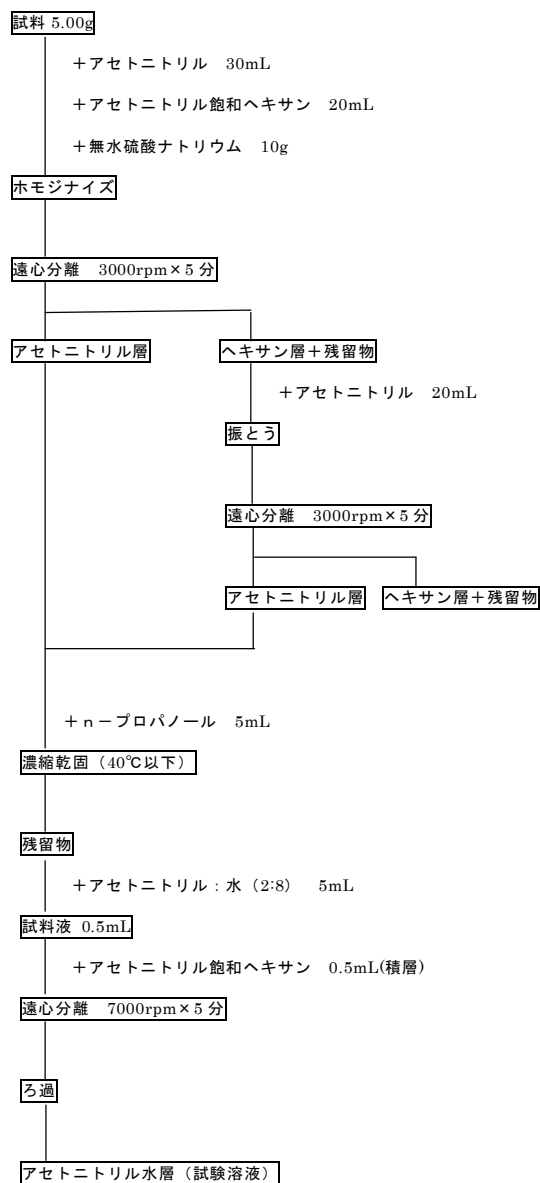 試料 5.00g
＋アセトニトリル　30mL
＋アセトニトリル飽和ヘキサン　20mL
＋無水硫酸ナトリウム　10g
ホモジナイズ
遠心分離　3000rpm×5 分
アセトニトリル層
ヘキサン層＋残留物
＋アセトニトリル　20mL
振とう
遠心分離　3000rpm×5 分
アセトニトリル層
ヘキサン層＋残留物
＋ｎ－プロパノール　5mL
濃縮乾固（40℃以下）
残留物
＋アセトニトリル：水（2:8）　5mL
試料液 0.5mL
＋アセトニトリル飽和ヘキサン　0.5mL(積層)
遠心分離　7000rpm×5 分
ろ過
アセトニトリル水層（試験溶液）